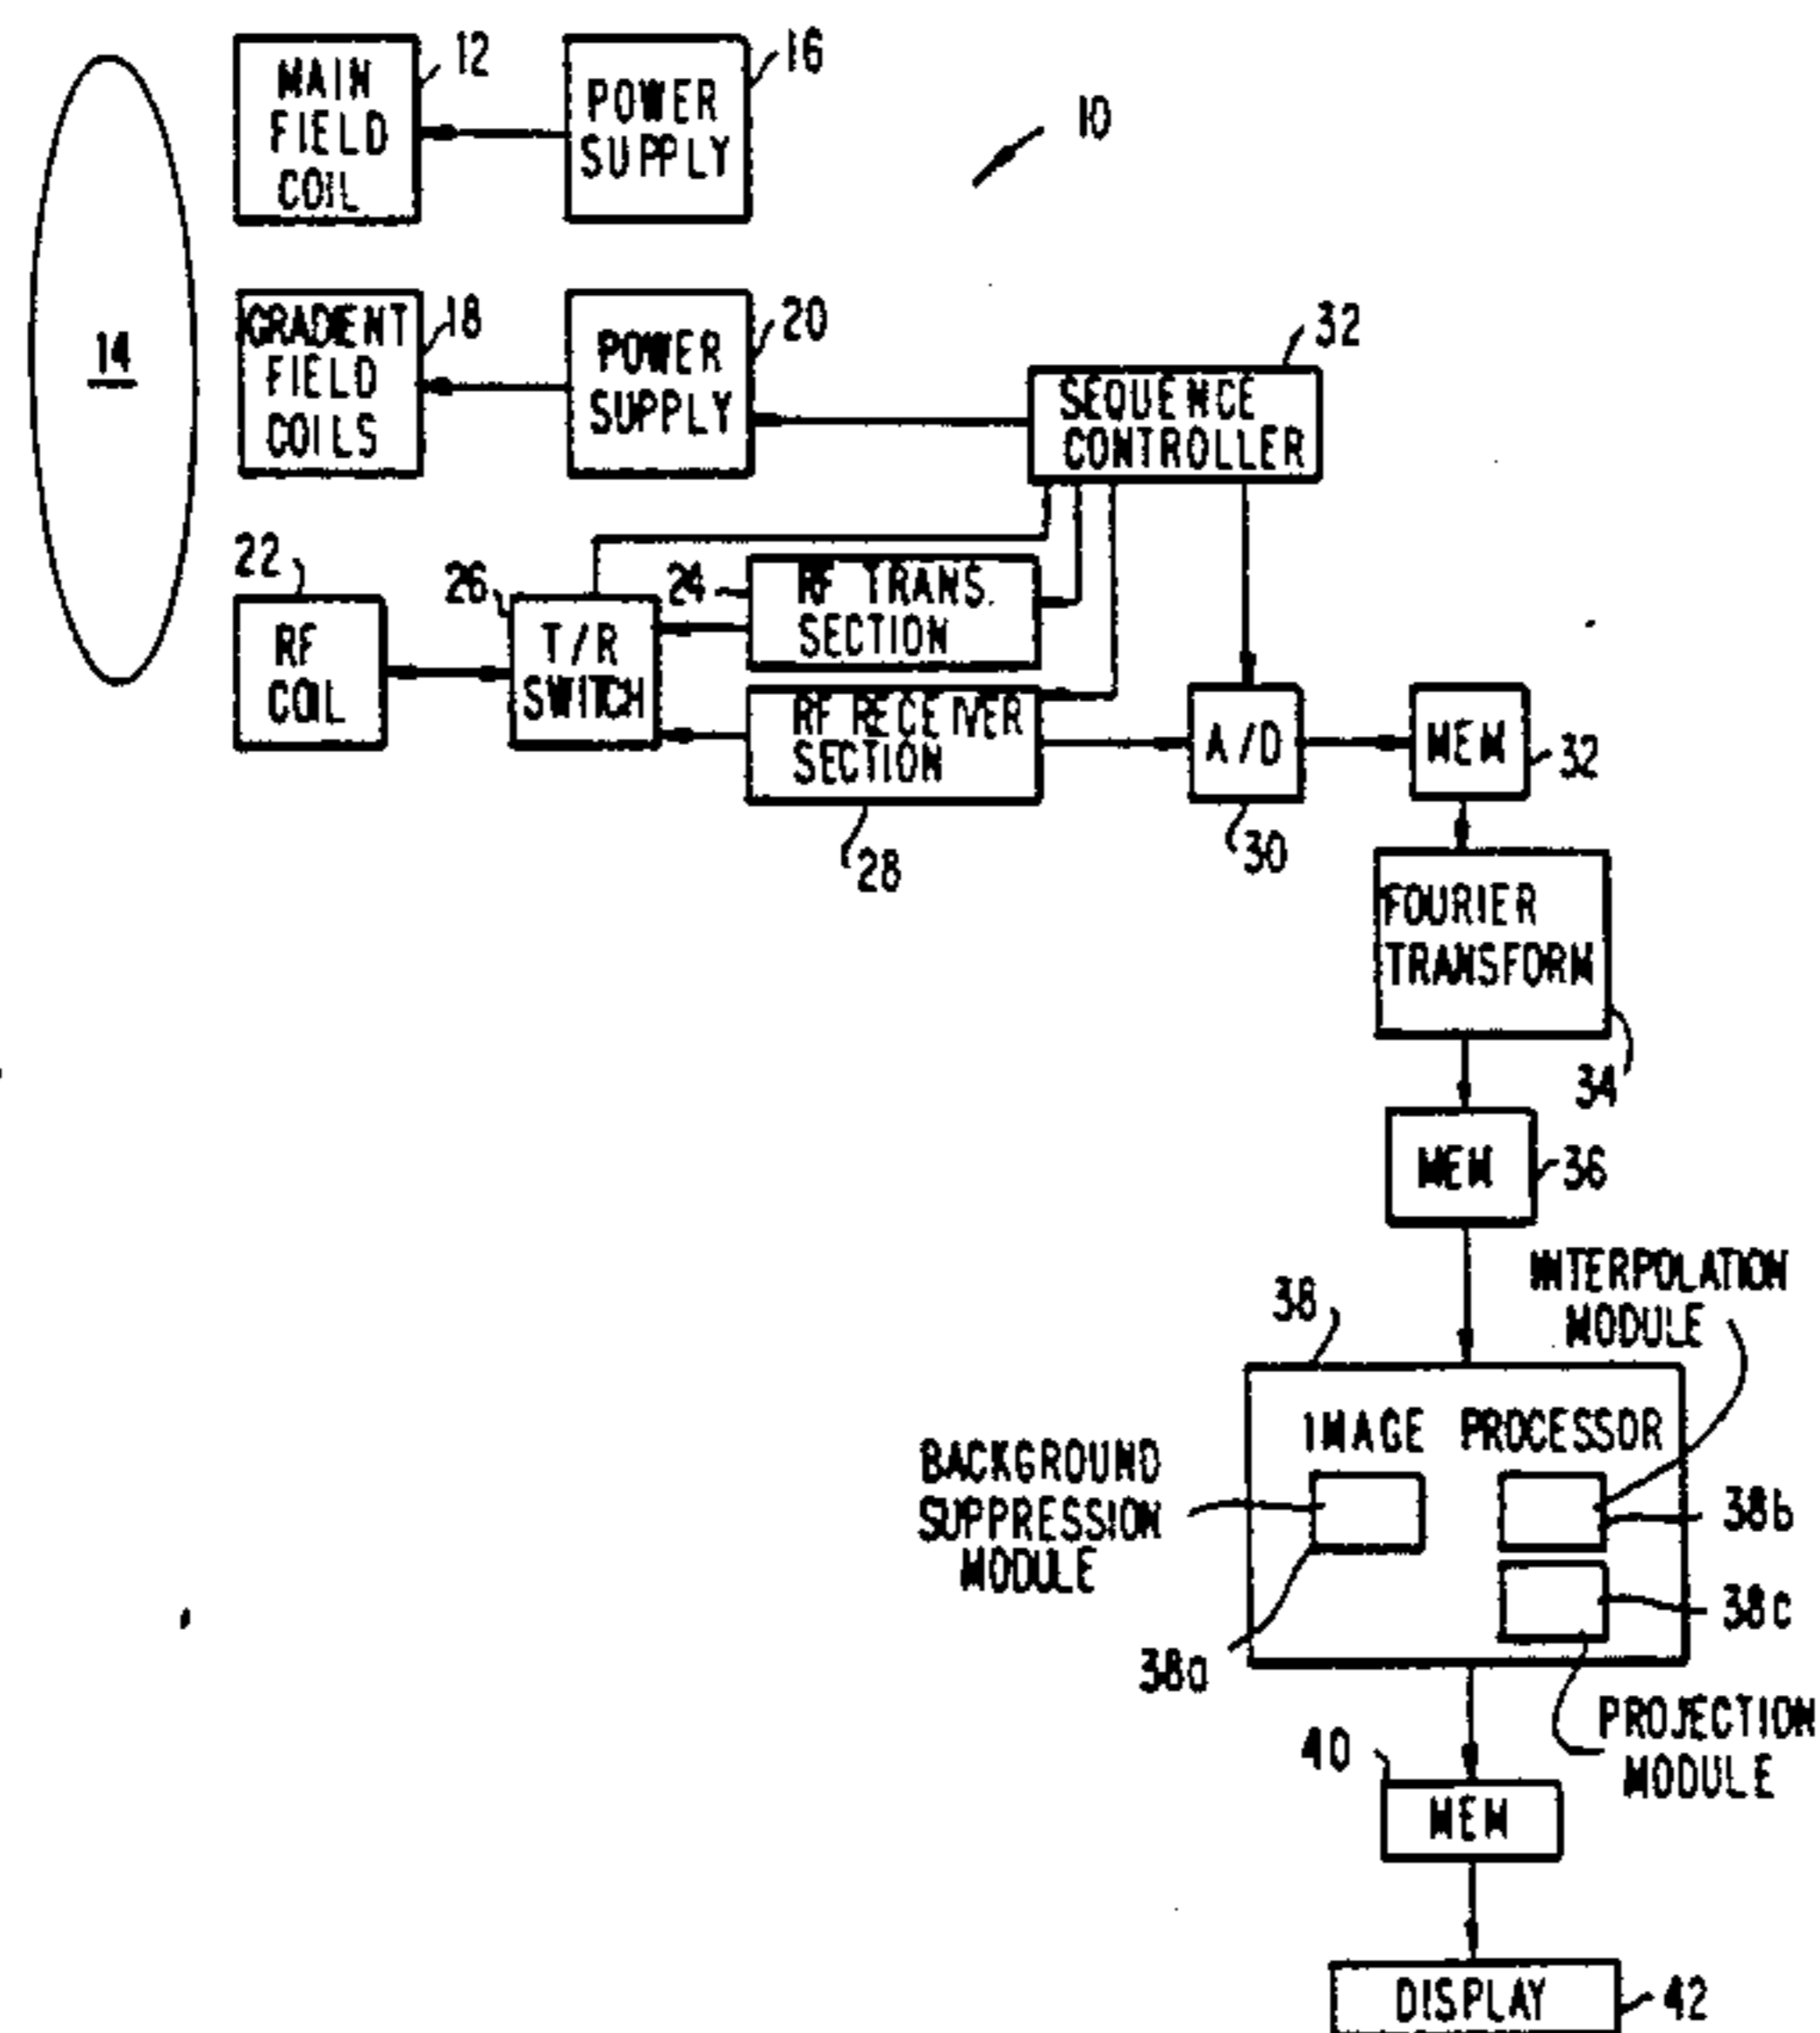 MAIN
FIELD
COIL
12
POWER
SUPPLY
16
10
14
GRADIENT
FIELD
COILS
18
POWER
SUPPLY
20
SEQUENCE
CONTROLLER
32
22
RF
COIL
26
T/R
SWITCH
24
RF TRANS.
SECTION
RF RECEIVER
SECTION
28
A/D
30
MEM
32
FOURIER
TRANSFORM
34
MEM
36
INTERPOLATION
MODULE
38
IMAGE PROCESSOR
BACKGROUND
SUPPRESSION
MODULE
38a
38b
38c
PROJECTION
MODULE
40
MEM
DISPLAY
42